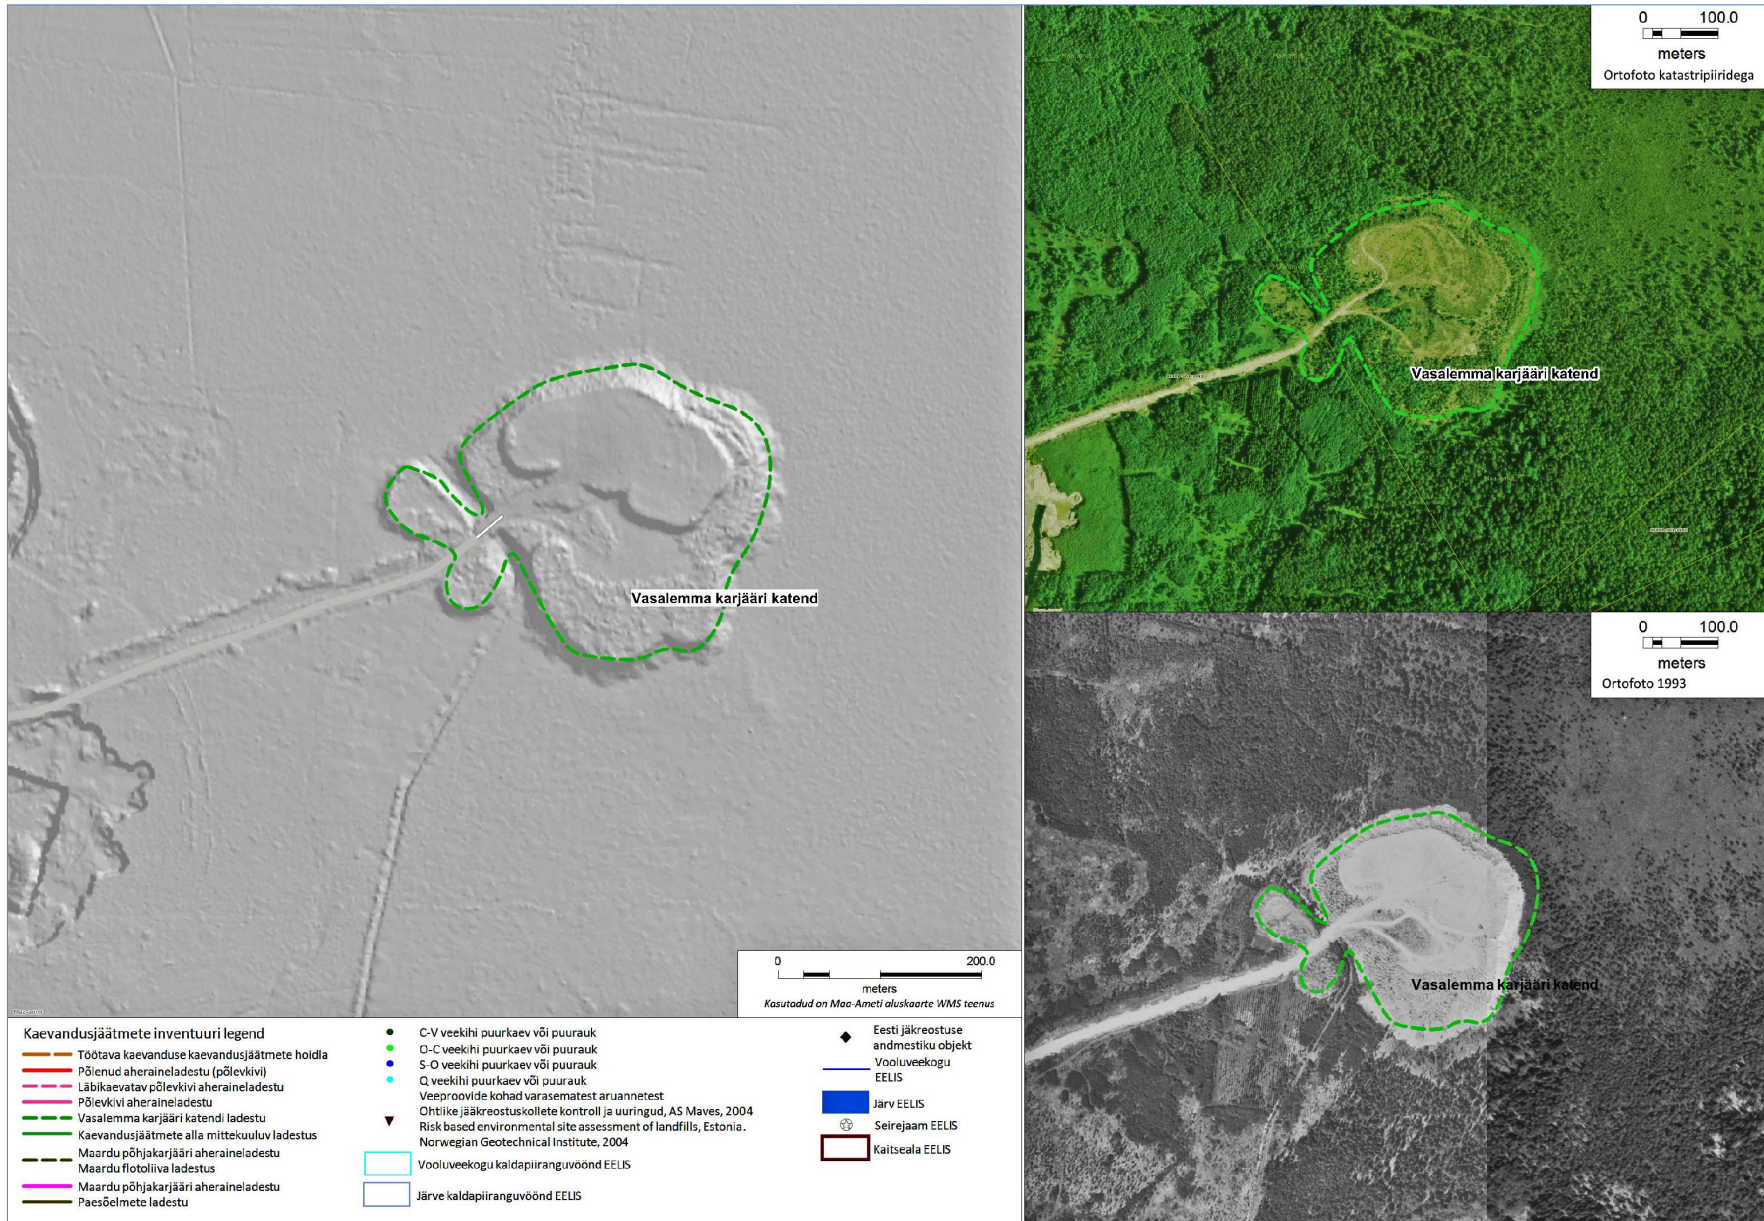 Vasalemma karjääri katend
0 200.0
meters
Kasutadud on Maa-Ameti aluskaarte WMS teenus
Maa-amet
0 100.0
meters
Ortofoto katastripiiridega
Vasalemma karjääri katend
0 100.0
meters
Ortofoto 1993
Vasalemma karjääri katend
Kaevandusjäätmete inventuuri legend
Töötava kaevanduse kaevandusjäätmete hoidla
Põlenud aheraineladestu (põlevkivi)
Läbikaevatav põlevkivi aheraineladestu
Põlevkivi aheraineladestu
Vasalemma karjääri katendi ladestu
Kaevandusjäätmete alla mittekuuluv ladestus
Maardu põhjakarjääri aheraineladestu
Maardu flotoliiva ladestus
Maardu põhjakarjääri aheraineladestu
Paesõelmete ladestu
C-V veekihi puurkaev või puurauk
O-C veekihi puurkaev või puurauk
S-O veekihi puurkaev või puurauk
Q veekihi puurkaev või puurauk
Veeproovide kohad varasematest aruannetest
Ohtlike jääkreostuskollete kontroll ja uuringud, AS Maves, 2004
Risk based environmental site assessment of landfills, Estonia.
Norwegian Geotechnical Institute, 2004
Vooluveekogu kaldapiiranguvöönd EELIS
Järve kaldapiiranguvöönd EELIS
Eesti jäkreostuse
andmestiku objekt
Vooluveekogu
EELIS
Järv EELIS
Seirejaam EELIS
Kaitseala EELIS